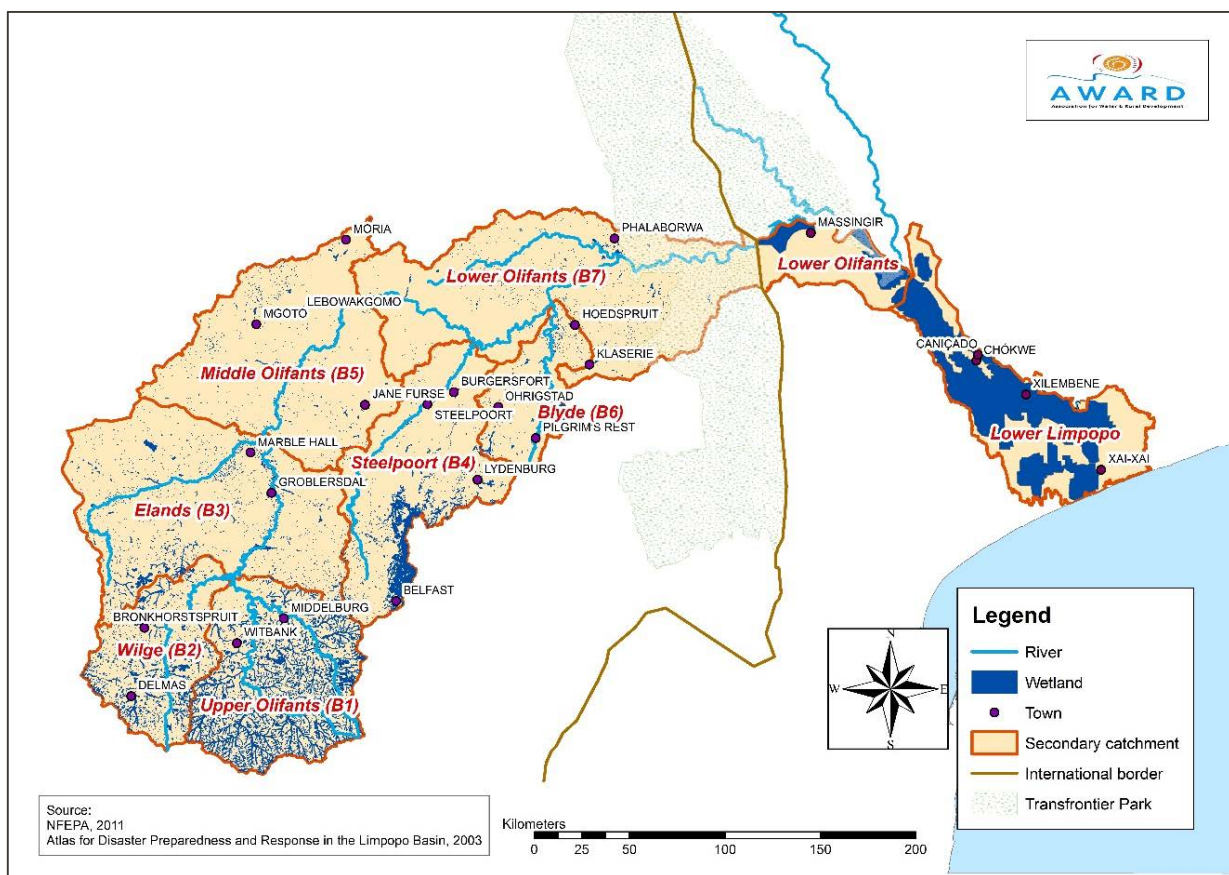 AWARD
Association for Water & Rural Development
MORIA
PHALABORWA
MASSINGIR
Lower Olifants (B7)
Lower Olifants
LEBOWAKGOMO
MGOTO
HOEDSPRUIT
KLASERIE
CANIÇADO
CHÓKWE
Middle Olifants (B5)
BURGERSFORT
JANE FURSE
OHRIGSTAD
STEELPOORT
Blyde (B6)
XILEMBENE
PILGRIM'S REST
Lower Limpopo
MARBLE HALL
Steelpoort (B4)
LYDENBURG
XAI-XAI
GROBLERSDAL
Elands (B3)
BELFAST
BRONKHORSTSPRUIT
MIDDELBURG
WITBANK
Wilge (B2)
DELMAS
Upper Olifants (B1)
N
W
E
S
Legend
River
Wetland
Town
Secondary catchment
International border
Transfrontier Park
Source:
NFEPA, 2011
Atlas for Disaster Preparedness and Response in the Limpopo Basin, 2003
Kilometers
0 25 50 100 150 200